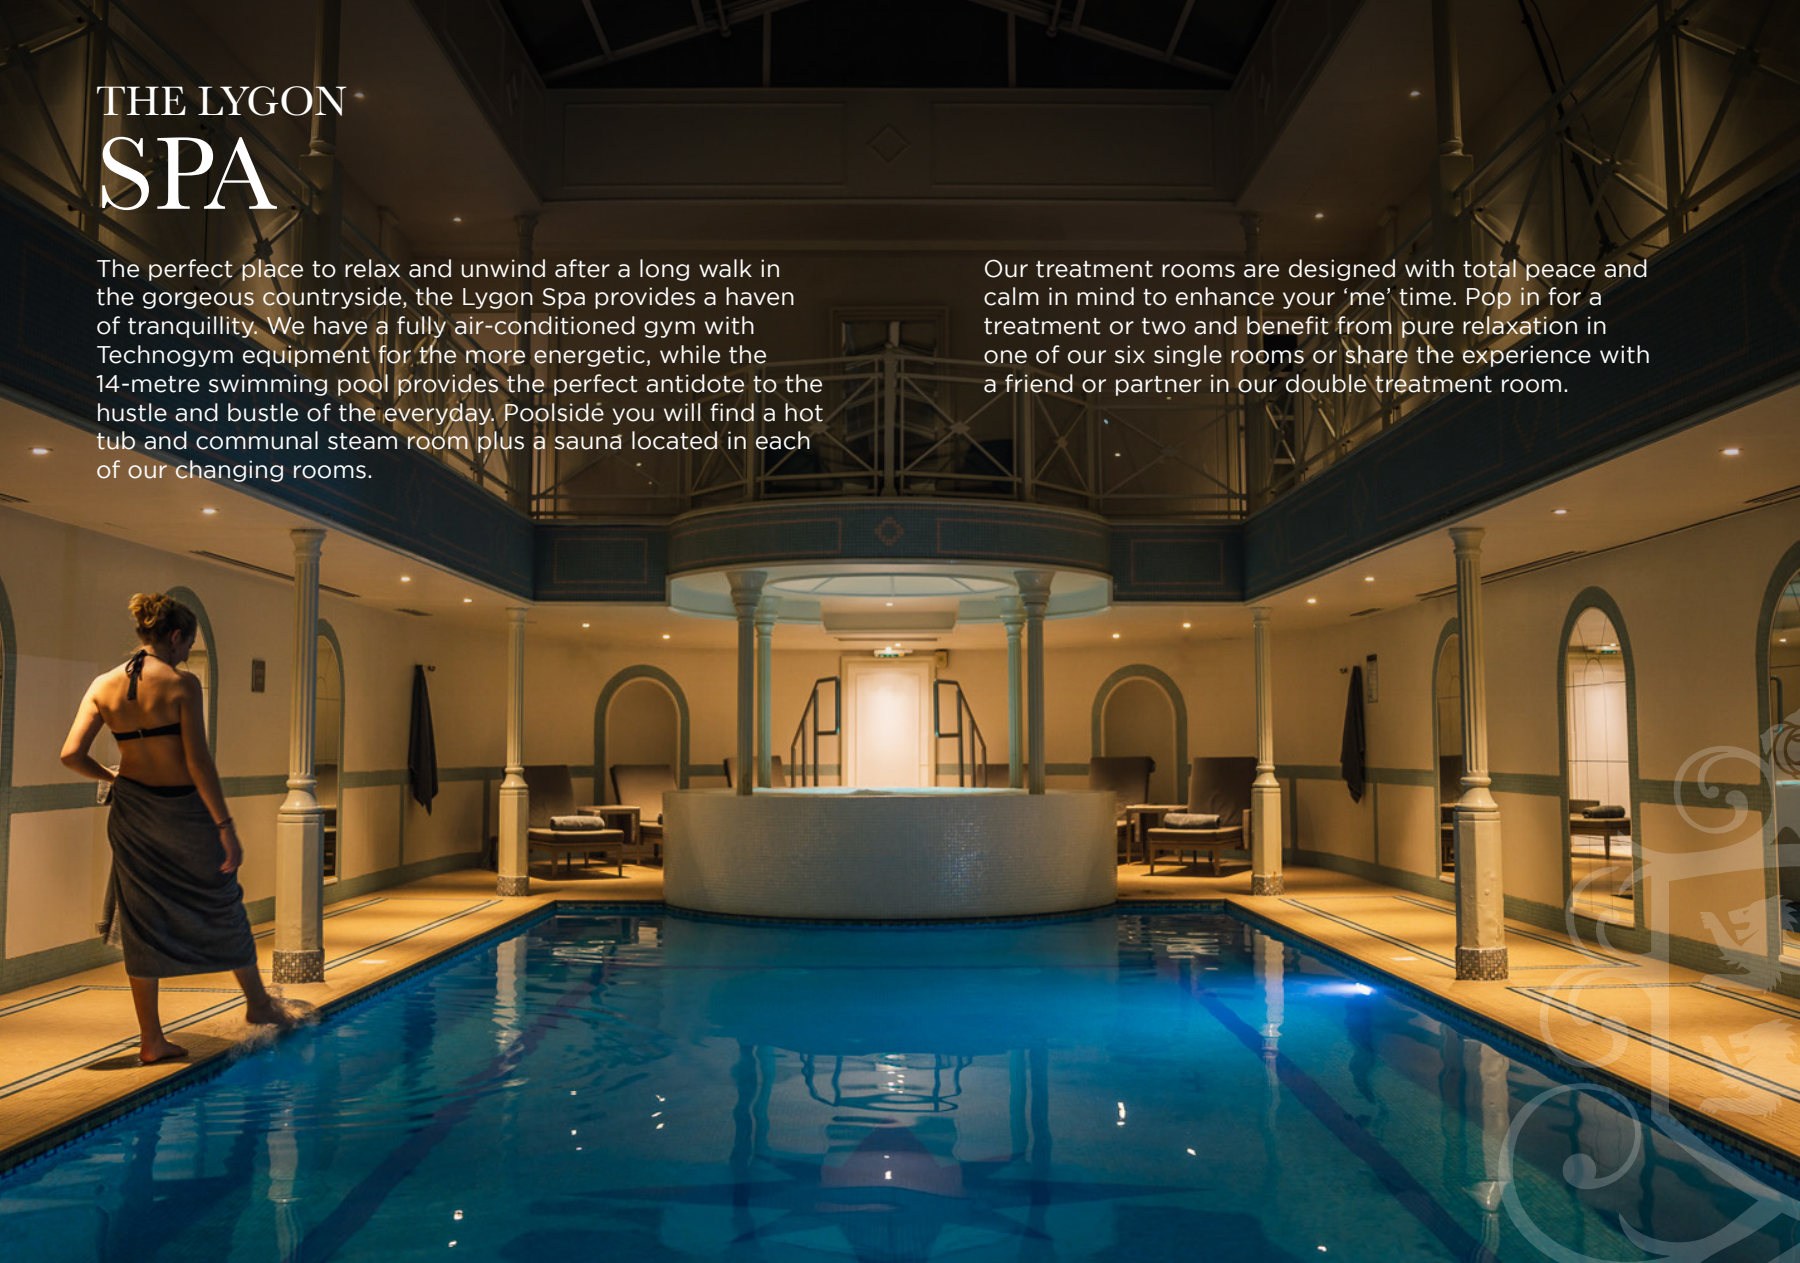 THE LYGON
SPA
The perfect place to relax and unwind after a long walk in
the gorgeous countryside, the Lygon Spa provides a haven
of tranquillity. We have a fully air-conditioned gym with
Technogym equipment for the more energetic, while the
14-metre swimming pool provides the perfect antidote to the
hustle and bustle of the everyday. Poolside you will find a hot
tub and communal steam room plus a sauna located in each
of our changing rooms.
Our treatment rooms are designed with total peace and
calm in mind to enhance your ‘me’ time. Pop in for a
treatment or two and benefit from pure relaxation in
one of our six single rooms or share the experience with
a friend or partner in our double treatment room.